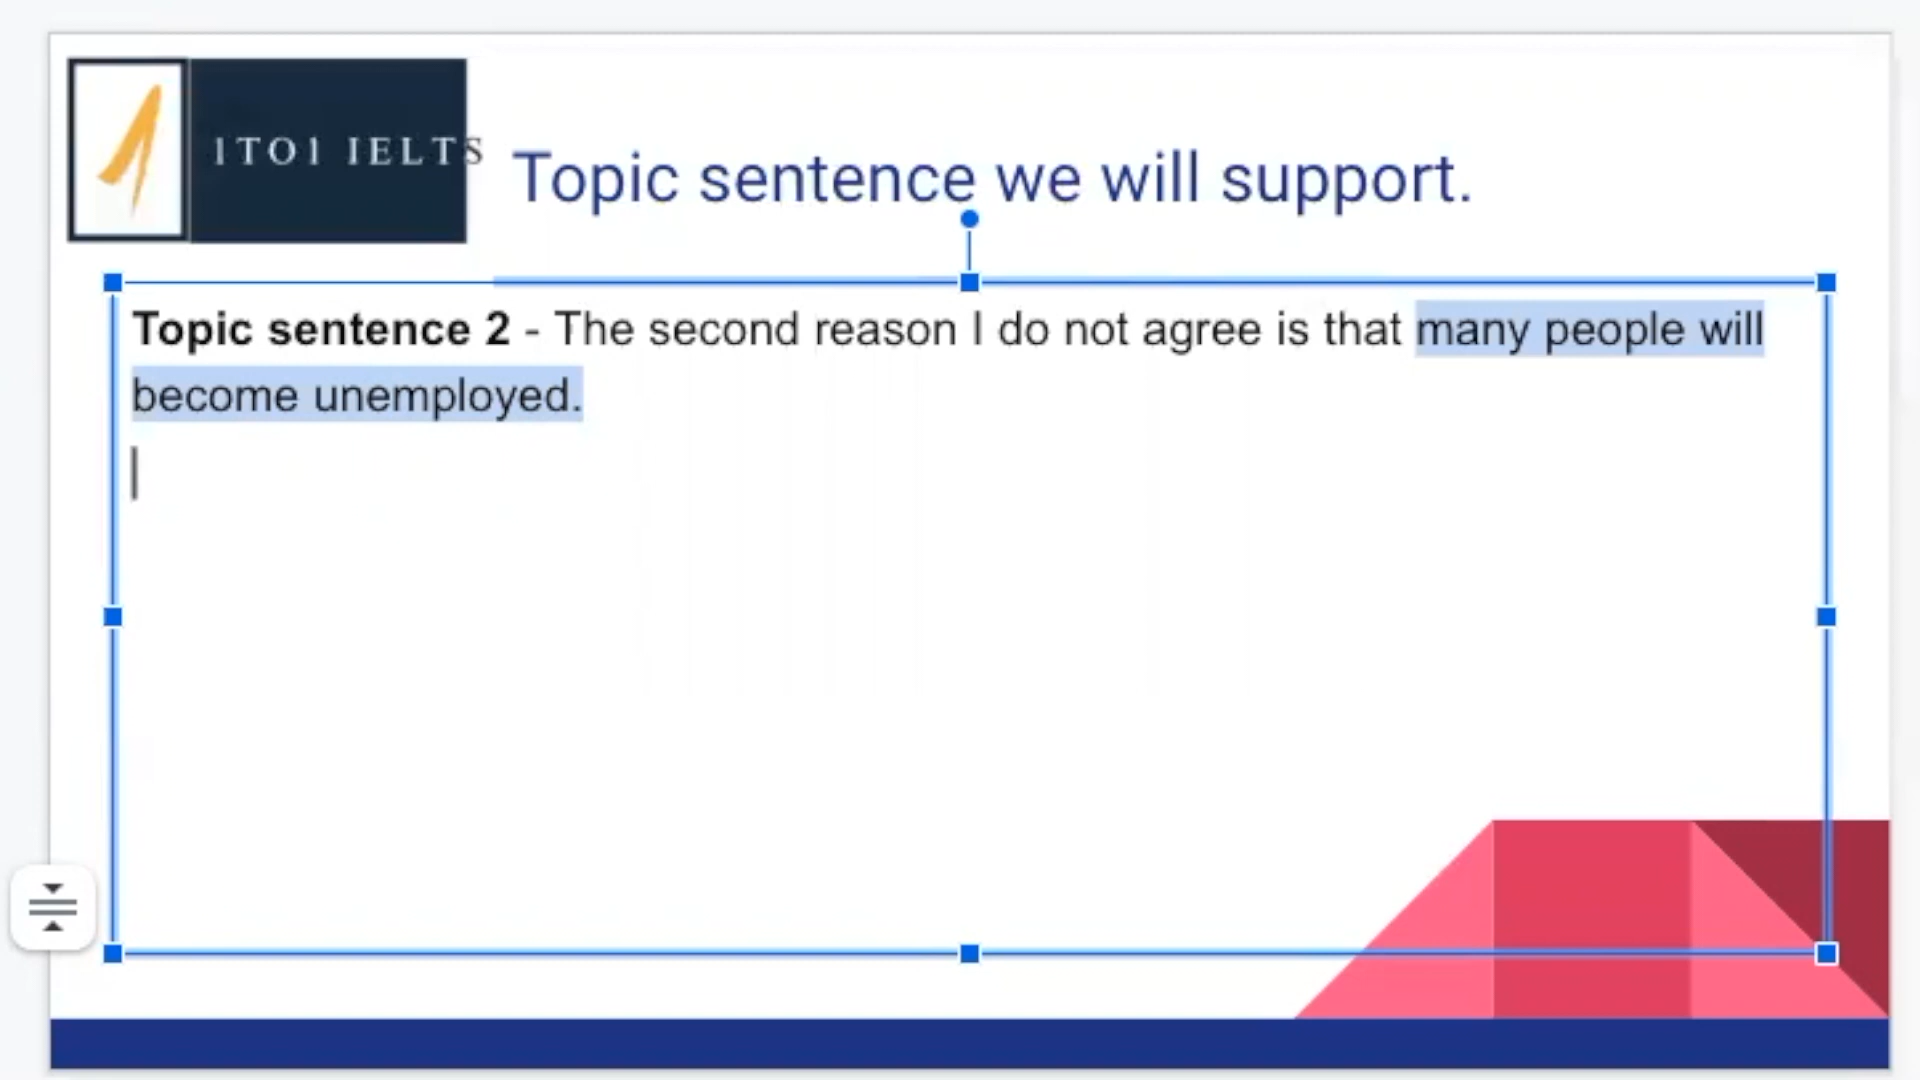 1TO1 IELTS
Topic sentence we will support.
Topic sentence 2 - The second reason I do not agree is that many people will
become unemployed.